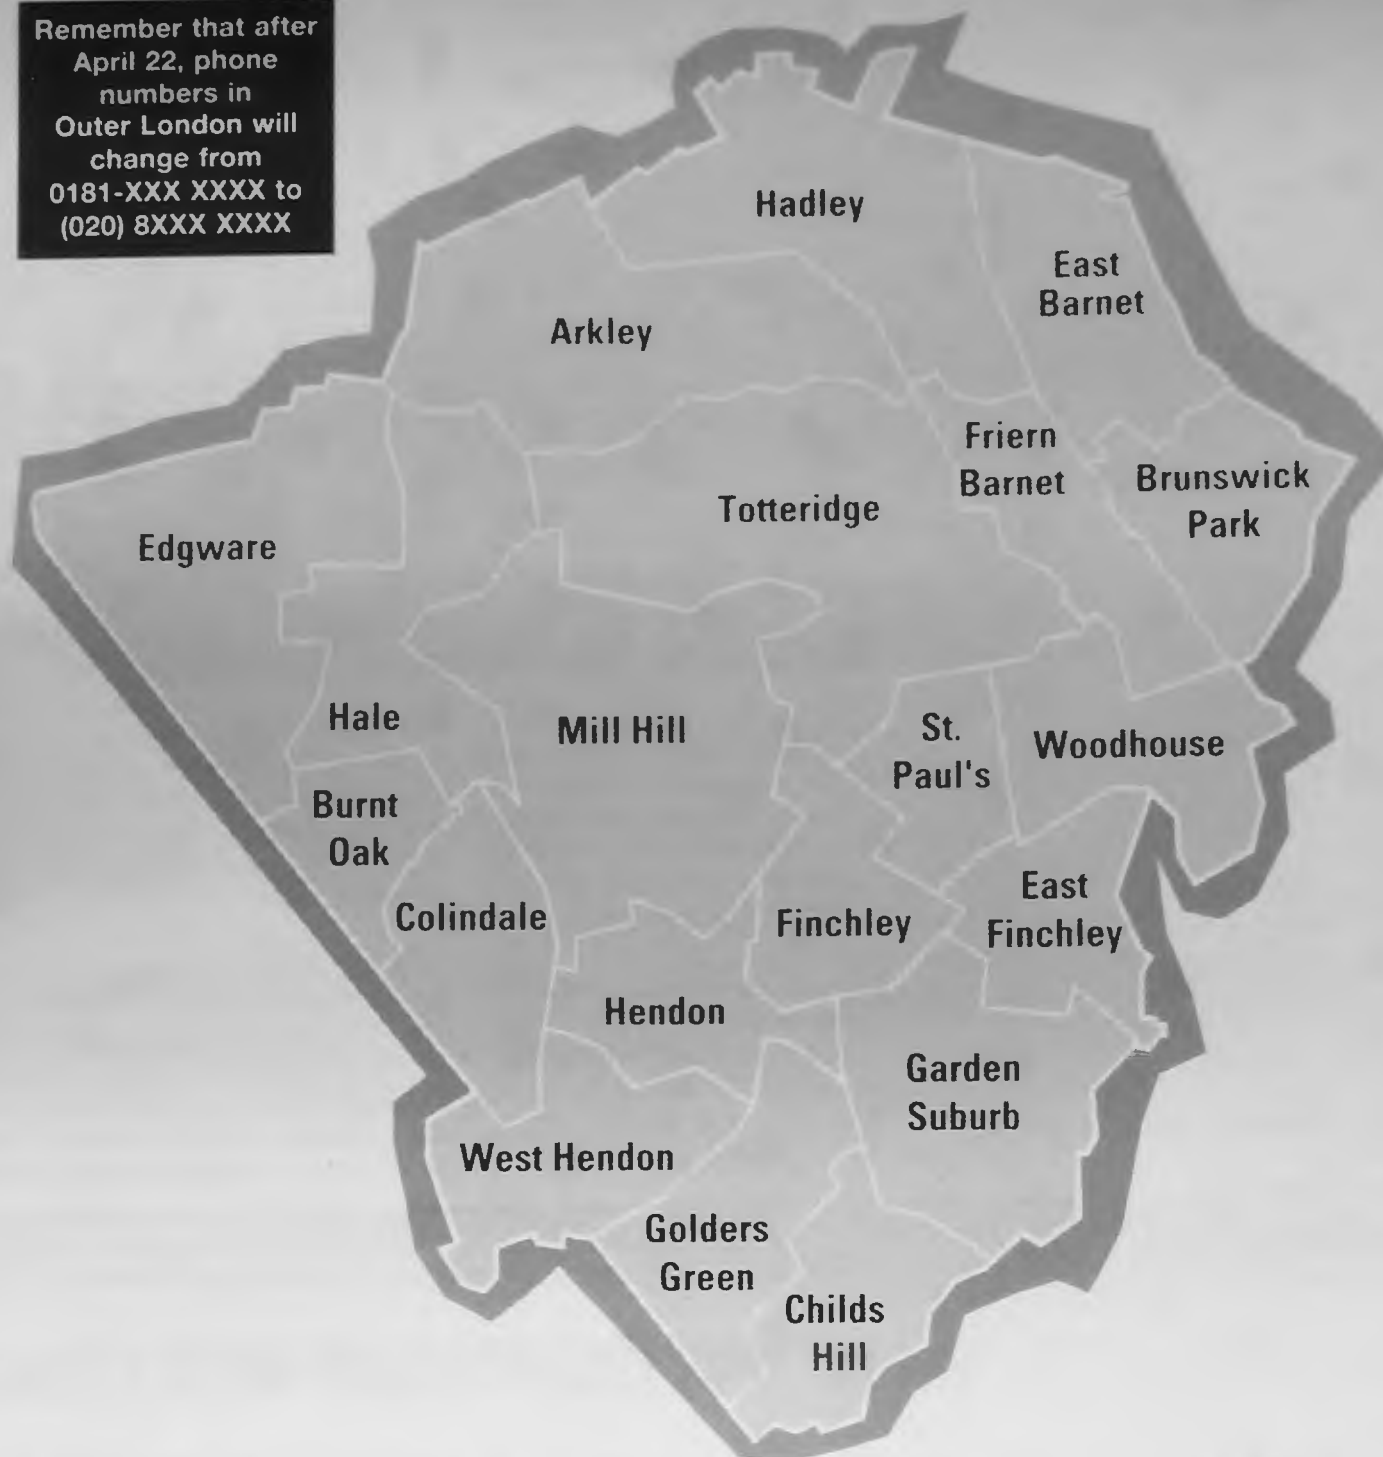 Remember that after
April 22, phone
numbers in
Outer London will
change from
0181-XXX XXXX to
(020) 8XXX XXXX
Hadley
East
Barnet
Arkley
Friern
Barnet
Brunswick
Park
Totteridge
Edgware
Hale
Mill Hill
St.
Paul's
Woodhouse
Burnt
Oak
Colindale
Finchley
East
Finchley
Hendon
Garden
Suburb
West Hendon
Golders
Green
Childs
Hill